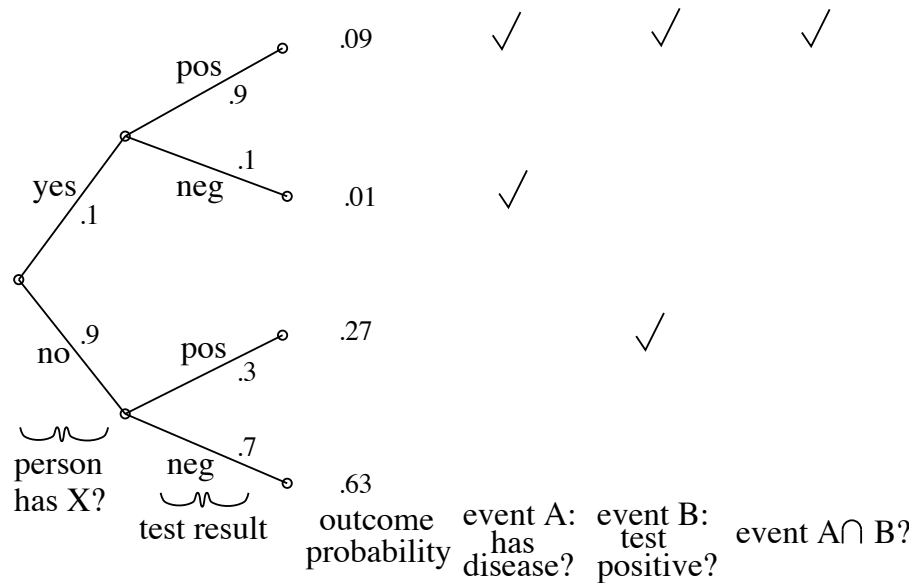 .09
pos
.9
.1
yes
neg
.01
.1
.9
.27
no
pos
.3
.7
person
has X?
neg
.63
test result
outcome
probability
event A:
has
disease?
event B:
test
positive?
event A∩ B?